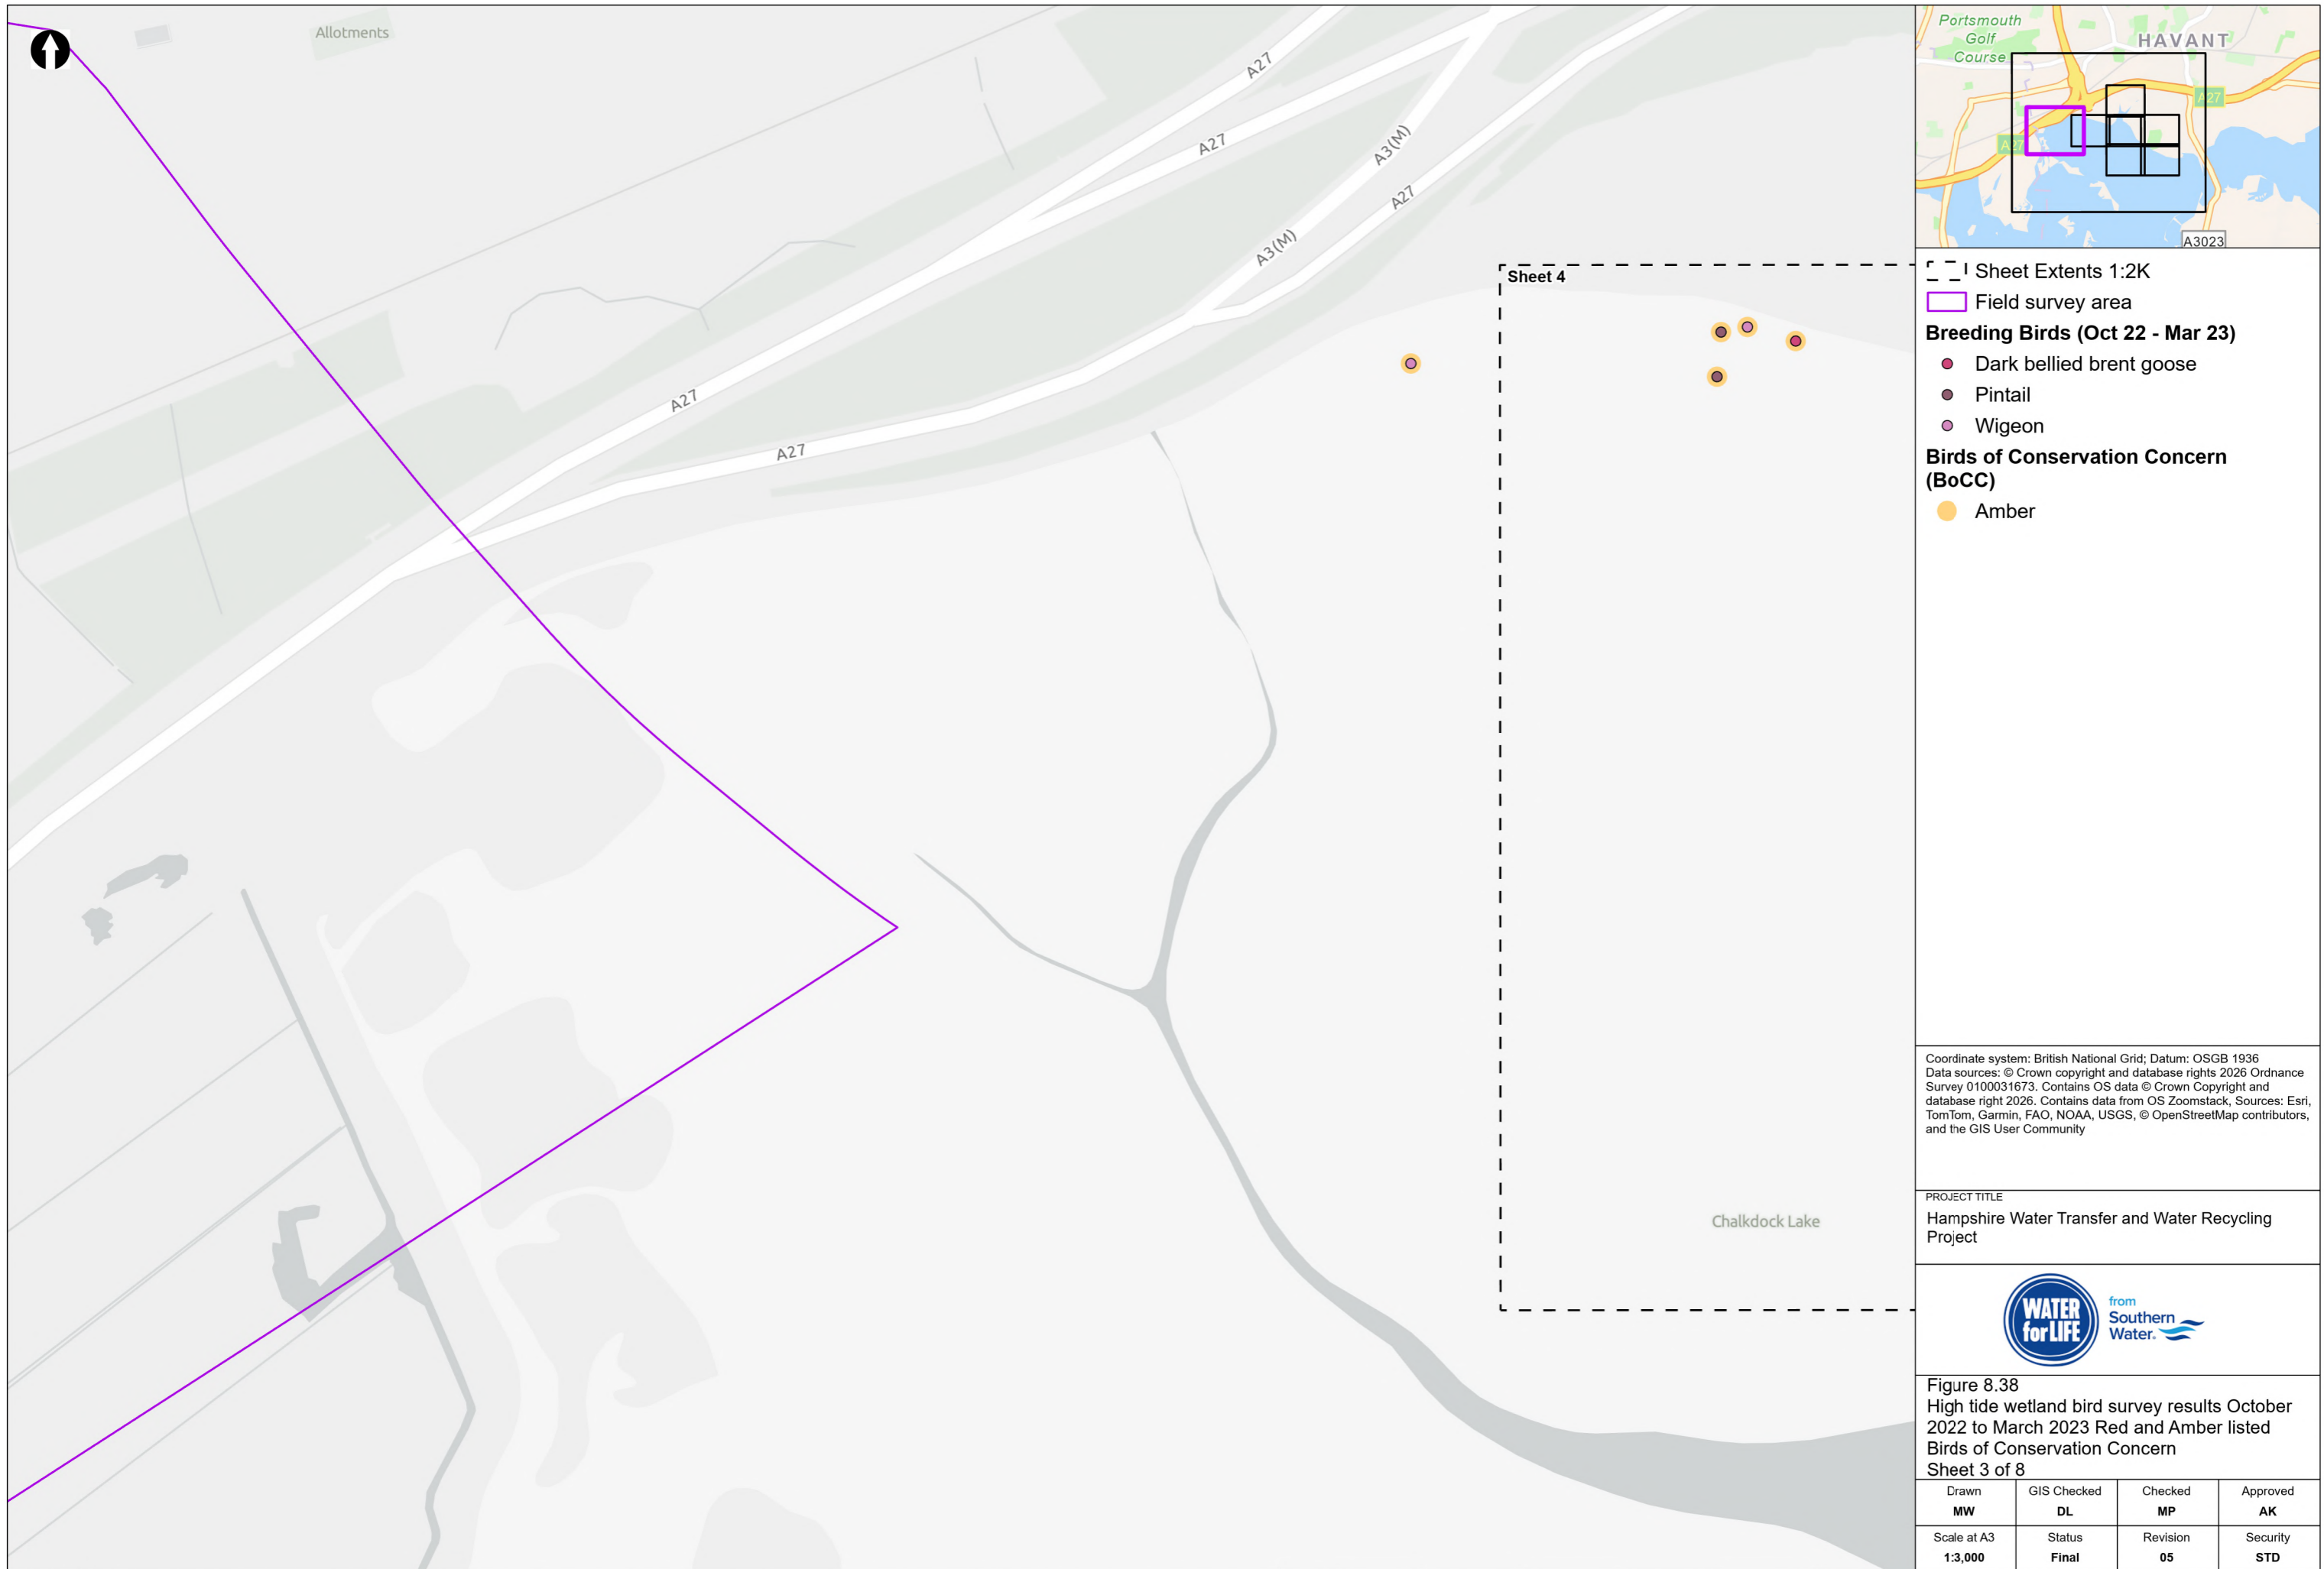 Allotments
A27
A27
A3(M)
A27
A3(M)
A27
A27
Sheet 4
Chalkdock Lake
Portsmouth
Golf
Course
HAVANT
A27
A27
A3023
Sheet Extents 1:2K
Field survey area
Breeding Birds (Oct 22 - Mar 23)
Dark bellied brent goose
Pintail
Wigeon
Birds of Conservation Concern
(BoCC)
Amber
Coordinate system: British National Grid; Datum: OSGB 1936
Data sources: © Crown copyright and database rights 2026 Ordnance
Survey 0100031673. Contains OS data © Crown Copyright and
database right 2026. Contains data from OS Zoomstack, Sources: Esri,
TomTom, Garmin, FAO, NOAA, USGS, © OpenStreetMap contributors,
and the GIS User Community
PROJECT TITLE
Hampshire Water Transfer and Water Recycling
Project
WATER
for LIFE
from
Southern
Water.
Figure 8.38
High tide wetland bird survey results October
2022 to March 2023 Red and Amber listed
Birds of Conservation Concern
Sheet 3 of 8
Drawn GIS Checked Checked Approved
MW DL MP AK
Scale at A3 Status Revision Security
1:3,000 Final 05 STD